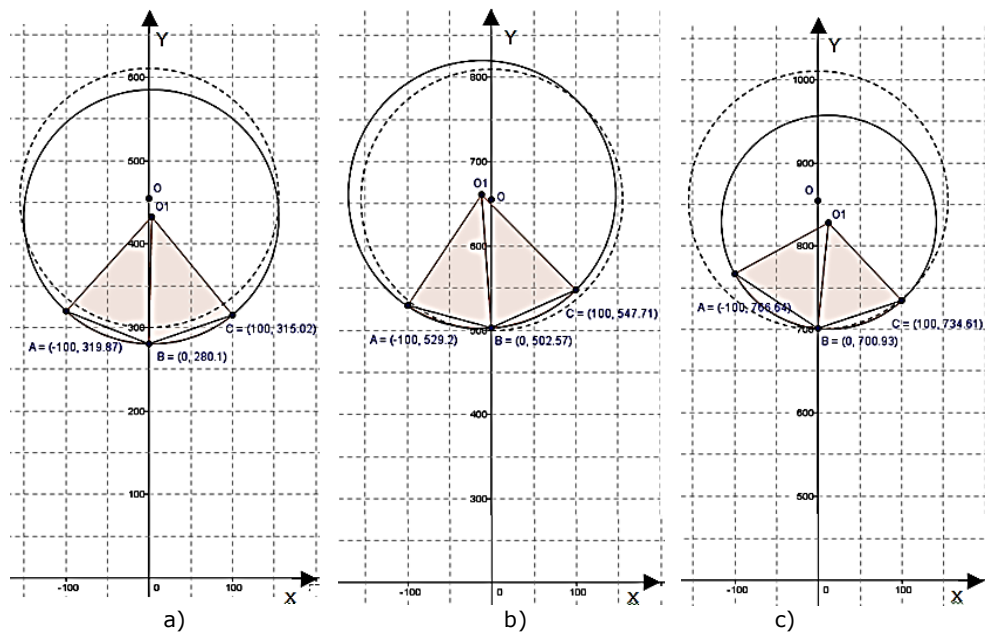 Y
600
500
O
O1
400
300
A = (-100, 319.87)
C = (100, 315.02)
B = (0, 280.1)
200
100
-100
0
100
X
a)
Y
800
700
O1
O
600
A = (-100, 529.2)
500
C = (100, 547.71)
B = (0, 502.57)
400
300
-100
0
100
X
b)
Y
1000
900
O
O1
800
A = (-100, 766.64)
700
C = (100, 734.61)
B = (0, 700.93)
600
500
-100
0
100
X
c)